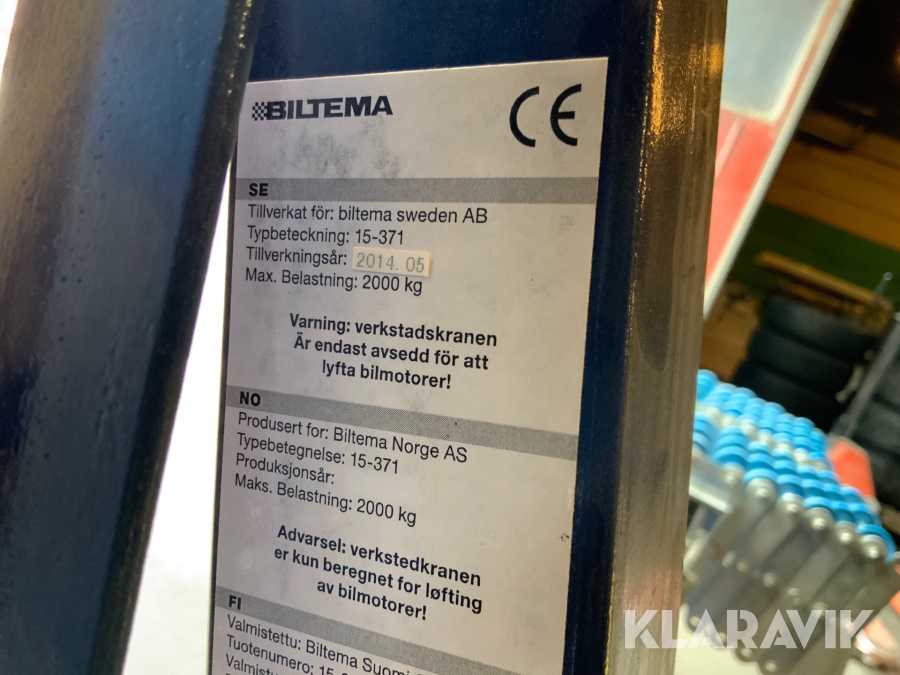 BILTEMA
CE
SE
Tillverkat för: biltema sweden AB
Typbeteckning: 15-371
Tillverkningsår: 2014.05
Max. Belastning: 2000 kg
Varning: verkstadskranen
Är endast avsedd för att
lyfta bilmotorer!
NO
Produsert for: Biltema Norge AS
Typebetegnelse: 15-371
Produksjonsår:
Maks. Belastning: 2000 kg
Advarsel: verkstedkranen
er kun beregnet for løfting
av bilmotorer!
FI
Valmistettu: Biltema Suomi
Tuotenumero:
KLARAVIK